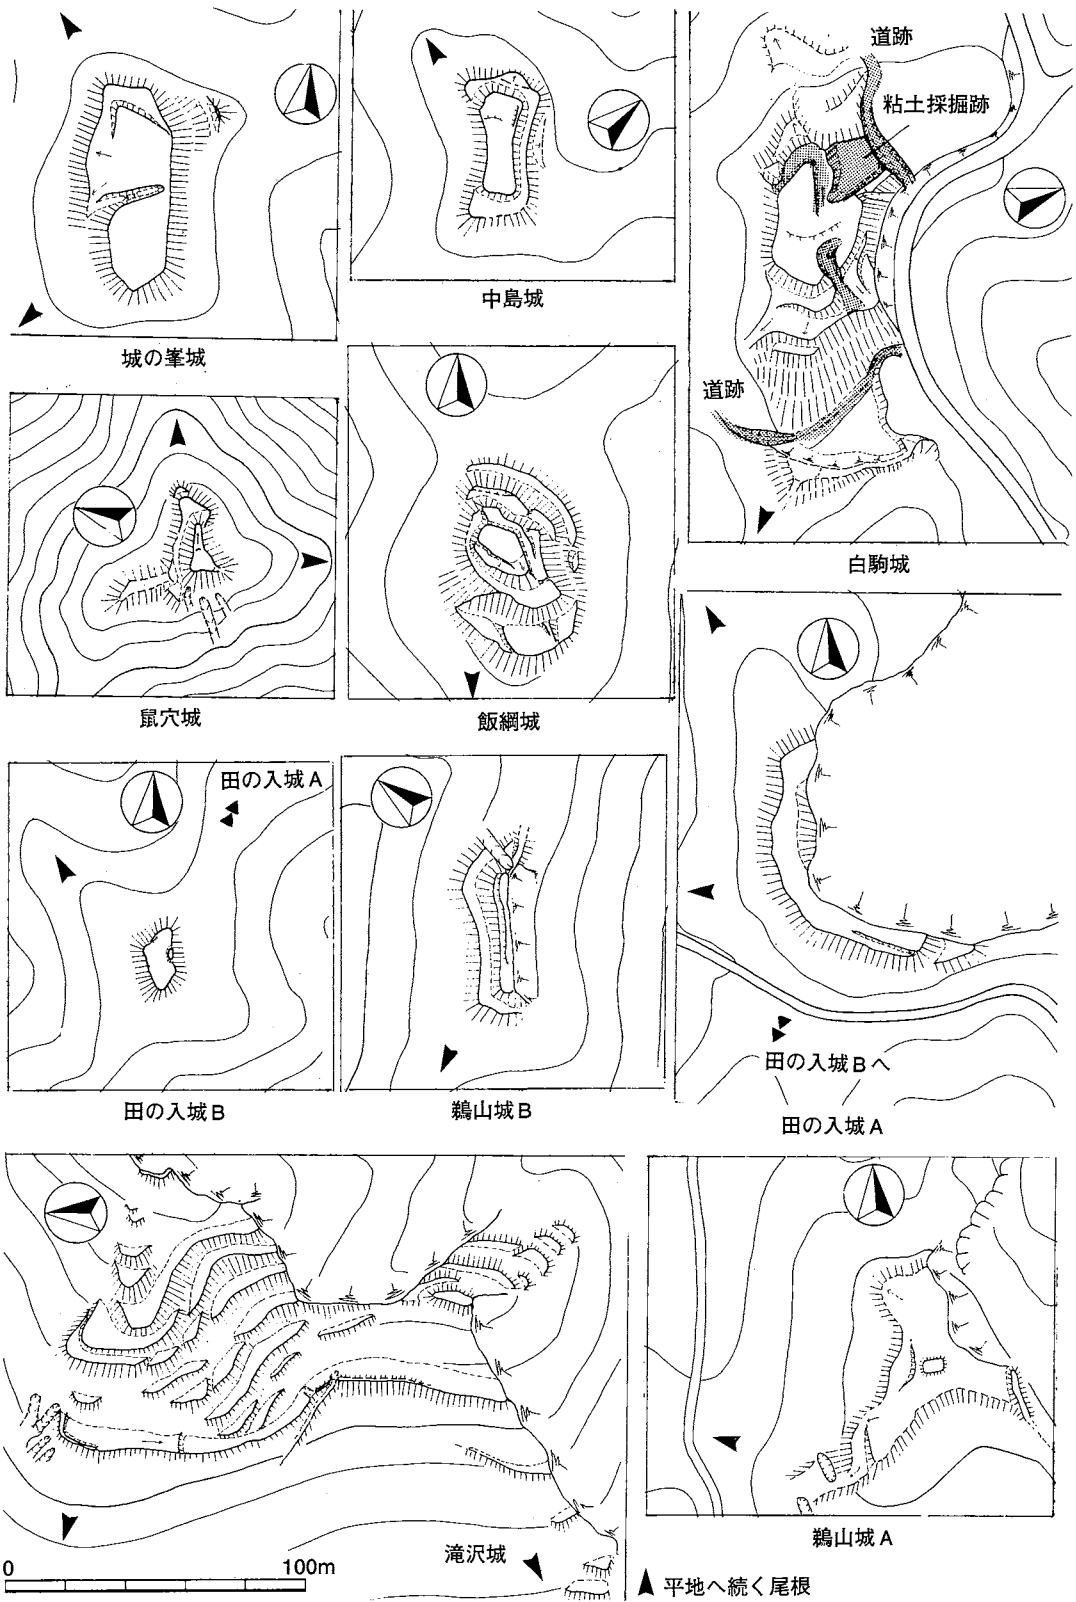 道跡
粘土採掘跡
中島城
城の峯城
道跡
白駒城
鼠穴城
飯綱城
田の入城A
田の入城Bへ
田の入城B
鵜山城B
田の入城A
滝沢城
鵜山城A
0 100m
平地へ続く尾根